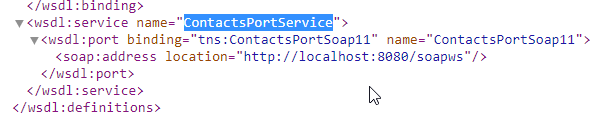 </wsdl:binding>
▼<wsdl:service name="ContactsPortService">
▼<wsdl:port binding="tns:ContactsPortSoap11" name="ContactsPortSoap11">
<soap:address location="http://localhost:8080/soapws"/>
</wsdl:port>
</wsdl:service>
</wsdl:definitions>